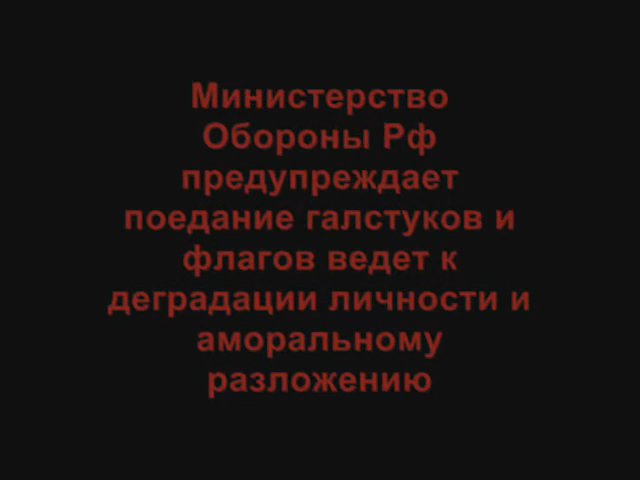 Министерство
Обороны Рф
предупреждает
поедание галстуков и
флагов ведет к
деградации личности и
аморальному
разложению